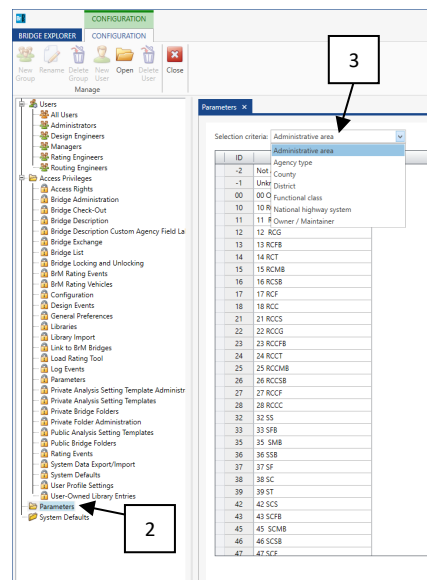 Br
CONFIGURATION
BRIDGE EXPLORER CONFIGURATION
New Group Rename Delete Group New User Open Delete User Close
Manage
3
Users
All Users
Administrators
Design Engineers
Managers
Rating Engineers
Routing Engineers
Access Privileges
Access Rights
Bridge Administration
Bridge Check-Out
Bridge Description
Bridge Description Custom Agency Field La
Bridge Exchange
Bridge List
Bridge Locking and Unlocking
BrM Rating Events
BrM Rating Vehicles
Configuration
Design Events
General Preferences
Libraries
Library Import
Link to BrM Bridges
Load Rating Tool
Log Events
Parameters
Private Analysis Setting Template Administr
Private Analysis Setting Templates
Private Bridge Folders
Private Folder Administration
Public Analysis Setting Templates
Public Bridge Folders
Rating Events
System Data Export/Import
System Defaults
User Profile Settings
User-Owned Library Entries
Parameters
System Defaults
2
Parameters ×
Selection criteria: Administrative area
Administrative area
Agency type
County
District
Functional class
National highway system
Owner / Maintainer
ID
-2 Not
-1 Unkr
00 00 O
10 10 R
11 11 R
12 12 RCG
13 13 RCFB
14 14 RCT
15 15 RCMB
16 16 RCSB
17 17 RCF
18 18 RCC
21 21 RCCS
22 22 RCCG
23 23 RCCFB
24 24 RCCT
25 25 RCCMB
26 26 RCCSB
27 27 RCCF
28 28 RCCC
32 32 SS
33 33 SFB
35 35 SMB
36 36 SSB
37 37 SF
38 38 SC
39 39 ST
42 42 SCS
43 43 SCFB
45 45 SCMB
46 46 SCSB
47 47 SCF